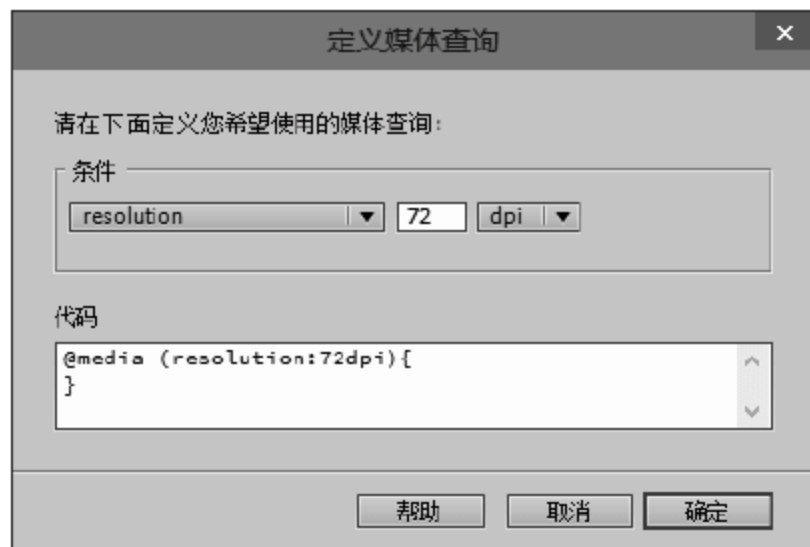 定义媒体查询
请在下面定义您希望使用的媒体查询:
条件
resolution 72 dpi
代码
@media (resolution:72dpi){
}
帮助 取消 确定